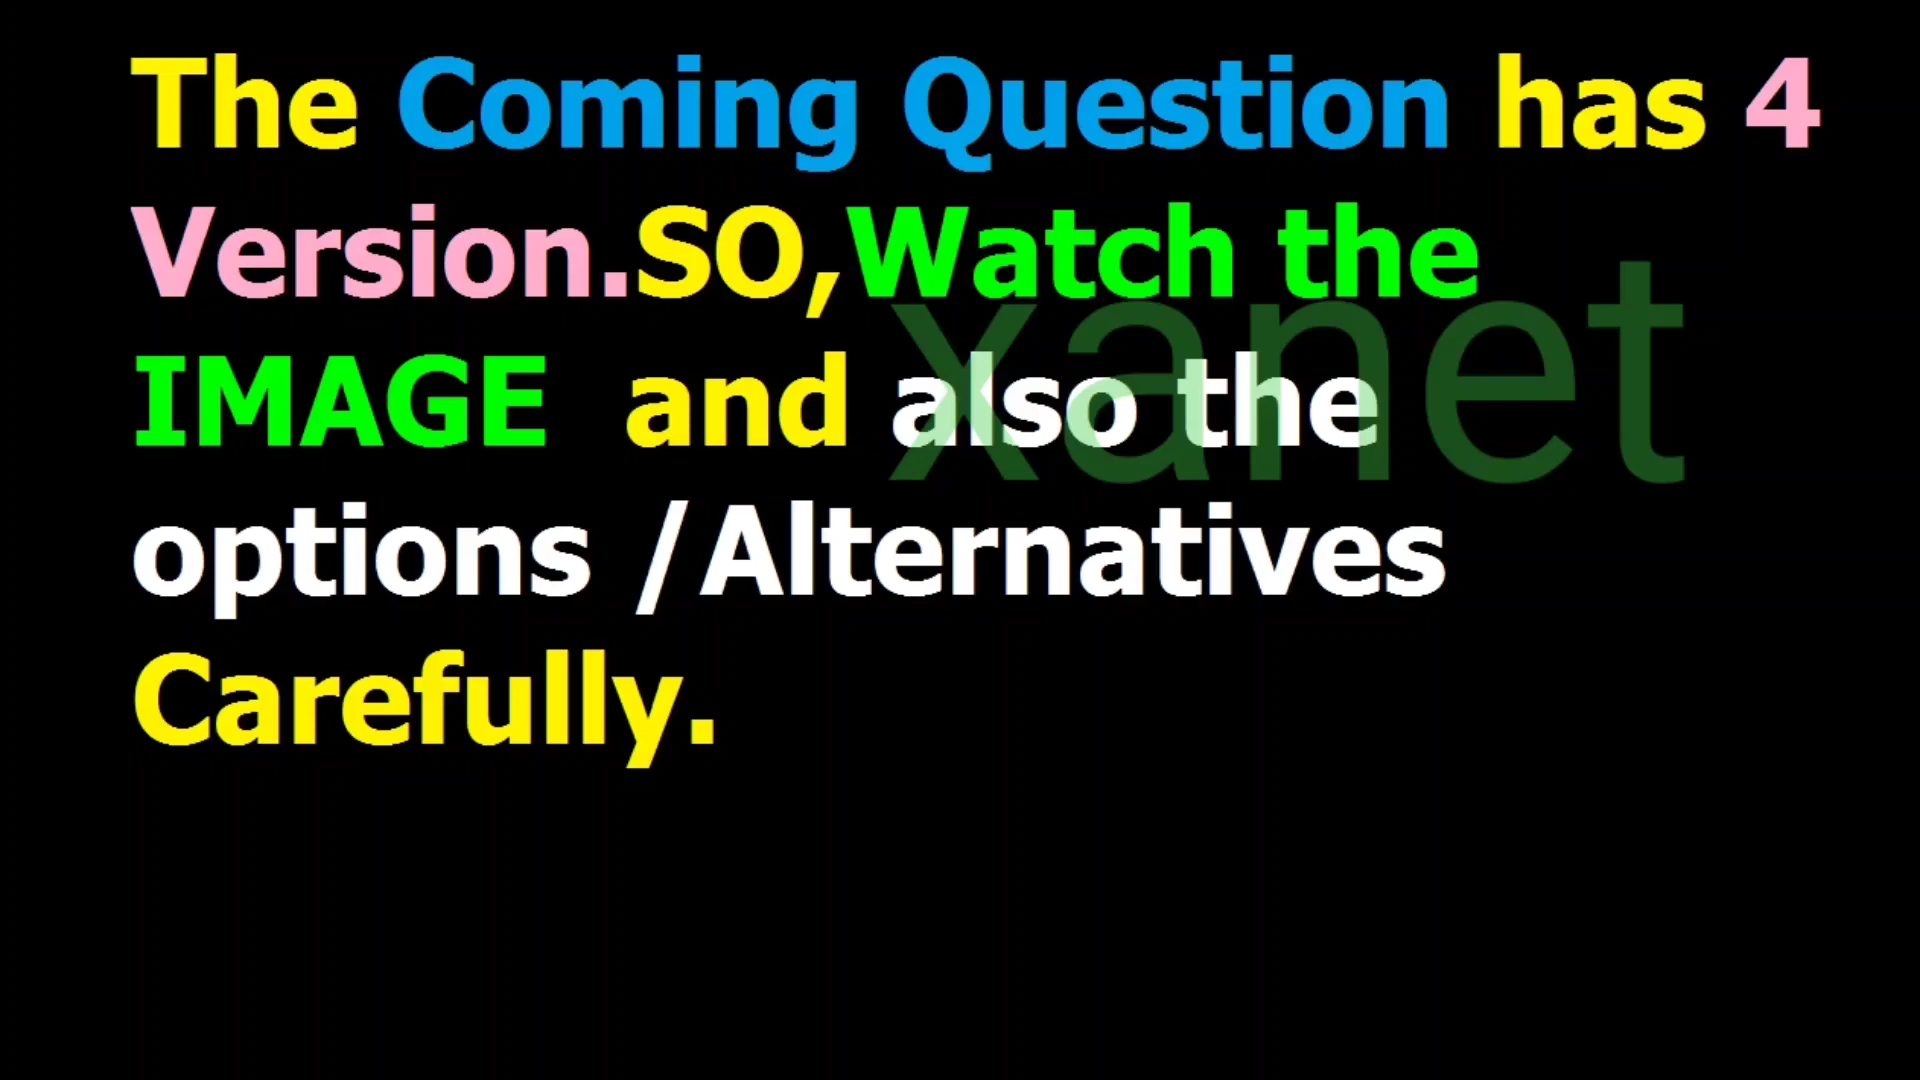 The Coming Question has 4
Version.SO,Watch the
IMAGE  and also the
options /Alternatives
Carefully.
xanet